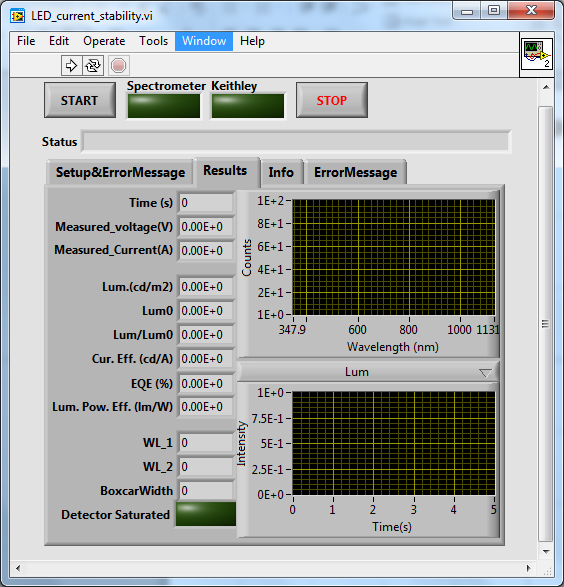 LED_current_stability.vi
File Edit Operate Tools Window Help
2
START Spectrometer Keithley STOP
Status
Setup&ErrorMessage Results Info ErrorMessage
Time (s) 0
Measured_voltage(V) 0.00E+0
Measured_Current(A) 0.00E+0
Lum.(cd/m2) 0.00E+0
Lum0 0.00E+0
Lum/Lum0 0.00E+0
Cur. Eff. (cd/A) 0.00E+0
EQE (%) 0.00E+0
Lum. Pow. Eff. (lm/W) 0.00E+0
WL_1 0
WL_2 0
BoxcarWidth 0
Detector Saturated
Counts
1E+2
8E+1
6E+1
4E+1
2E+1
1E+0
347.9 600 800 1000 1131
Wavelength (nm)
Lum
Intensity
1E+0
7.5E-1
5E-1
2.5E-1
0E+0
0 1 2 3 4 5
Time(s)